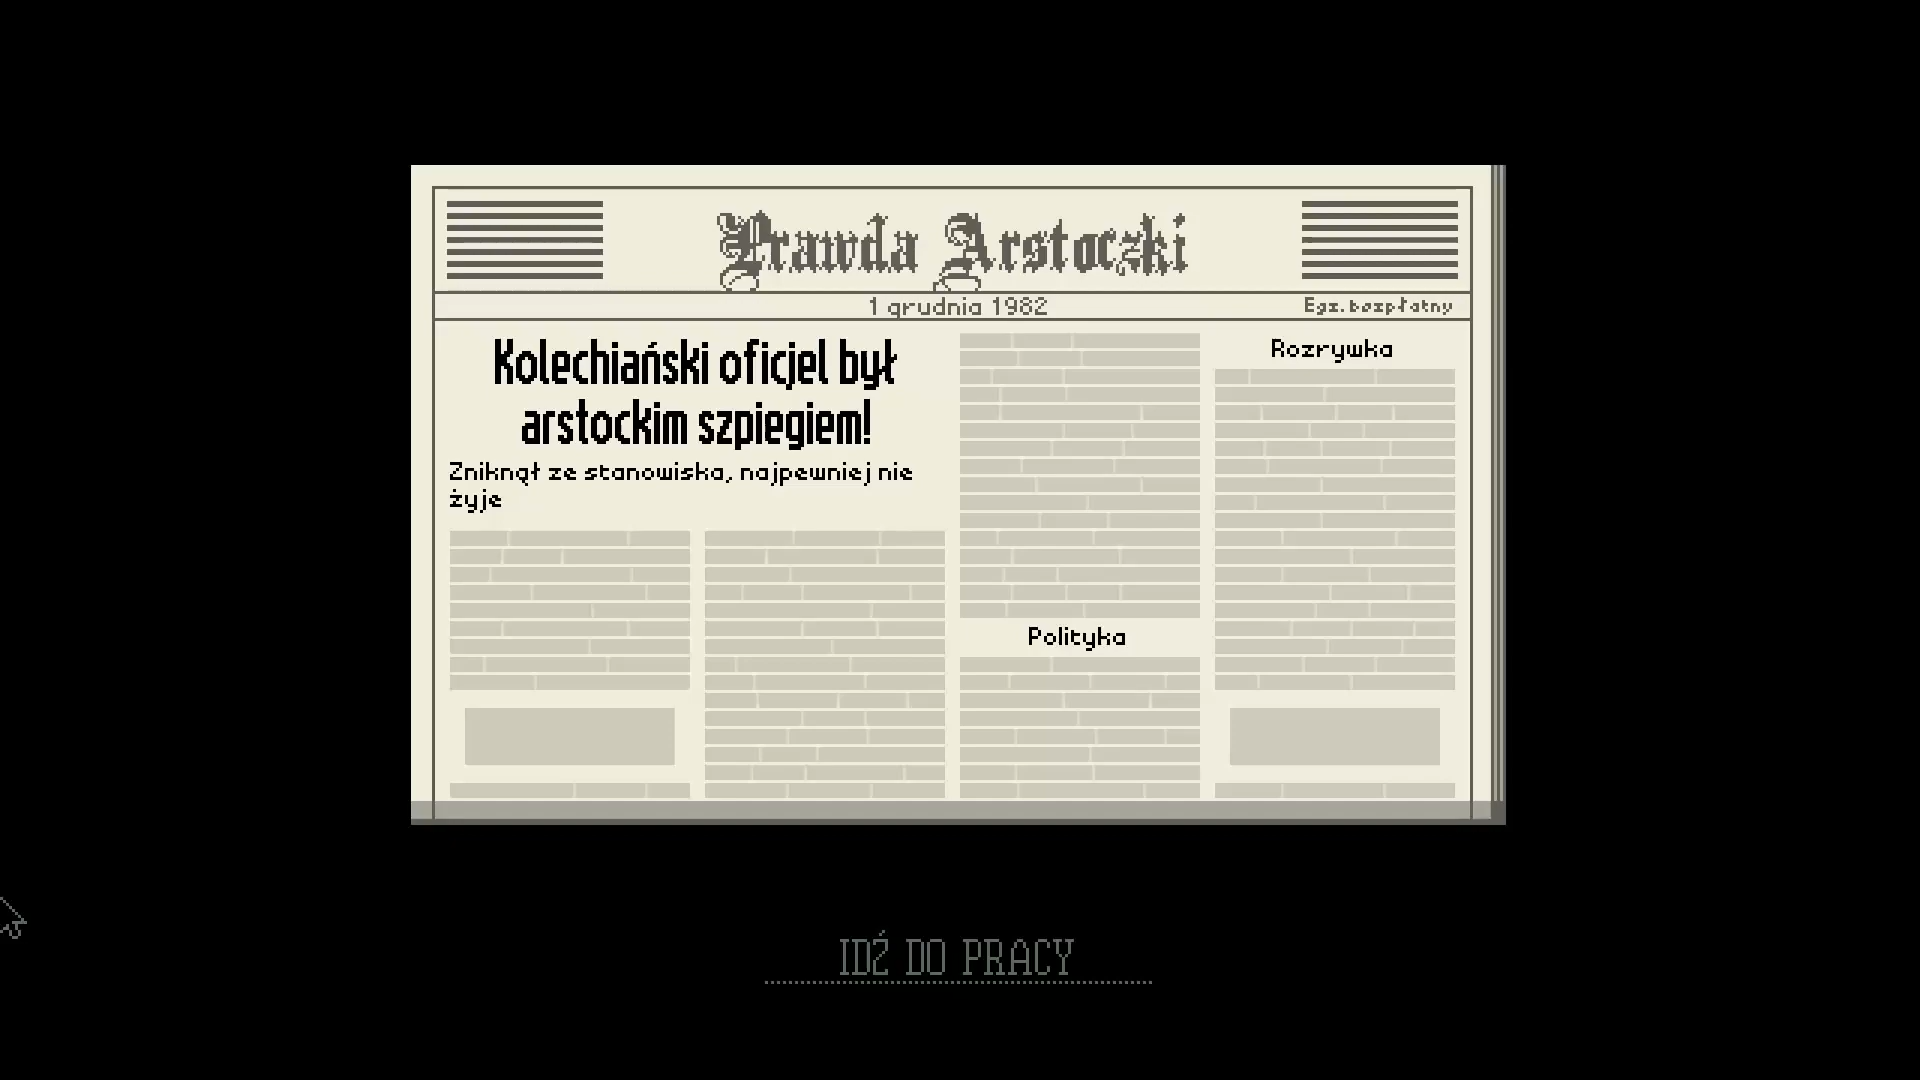 Prawda Arstoczki
1 grudnia 1982
Egz. bezpłatny
Kolechiański oficjel był
arstockim szpiegiem!
Zniknął ze stanowiska, najpewniej nie
żyje
Polityka
Rozrywka
IDŹ DO PRACY